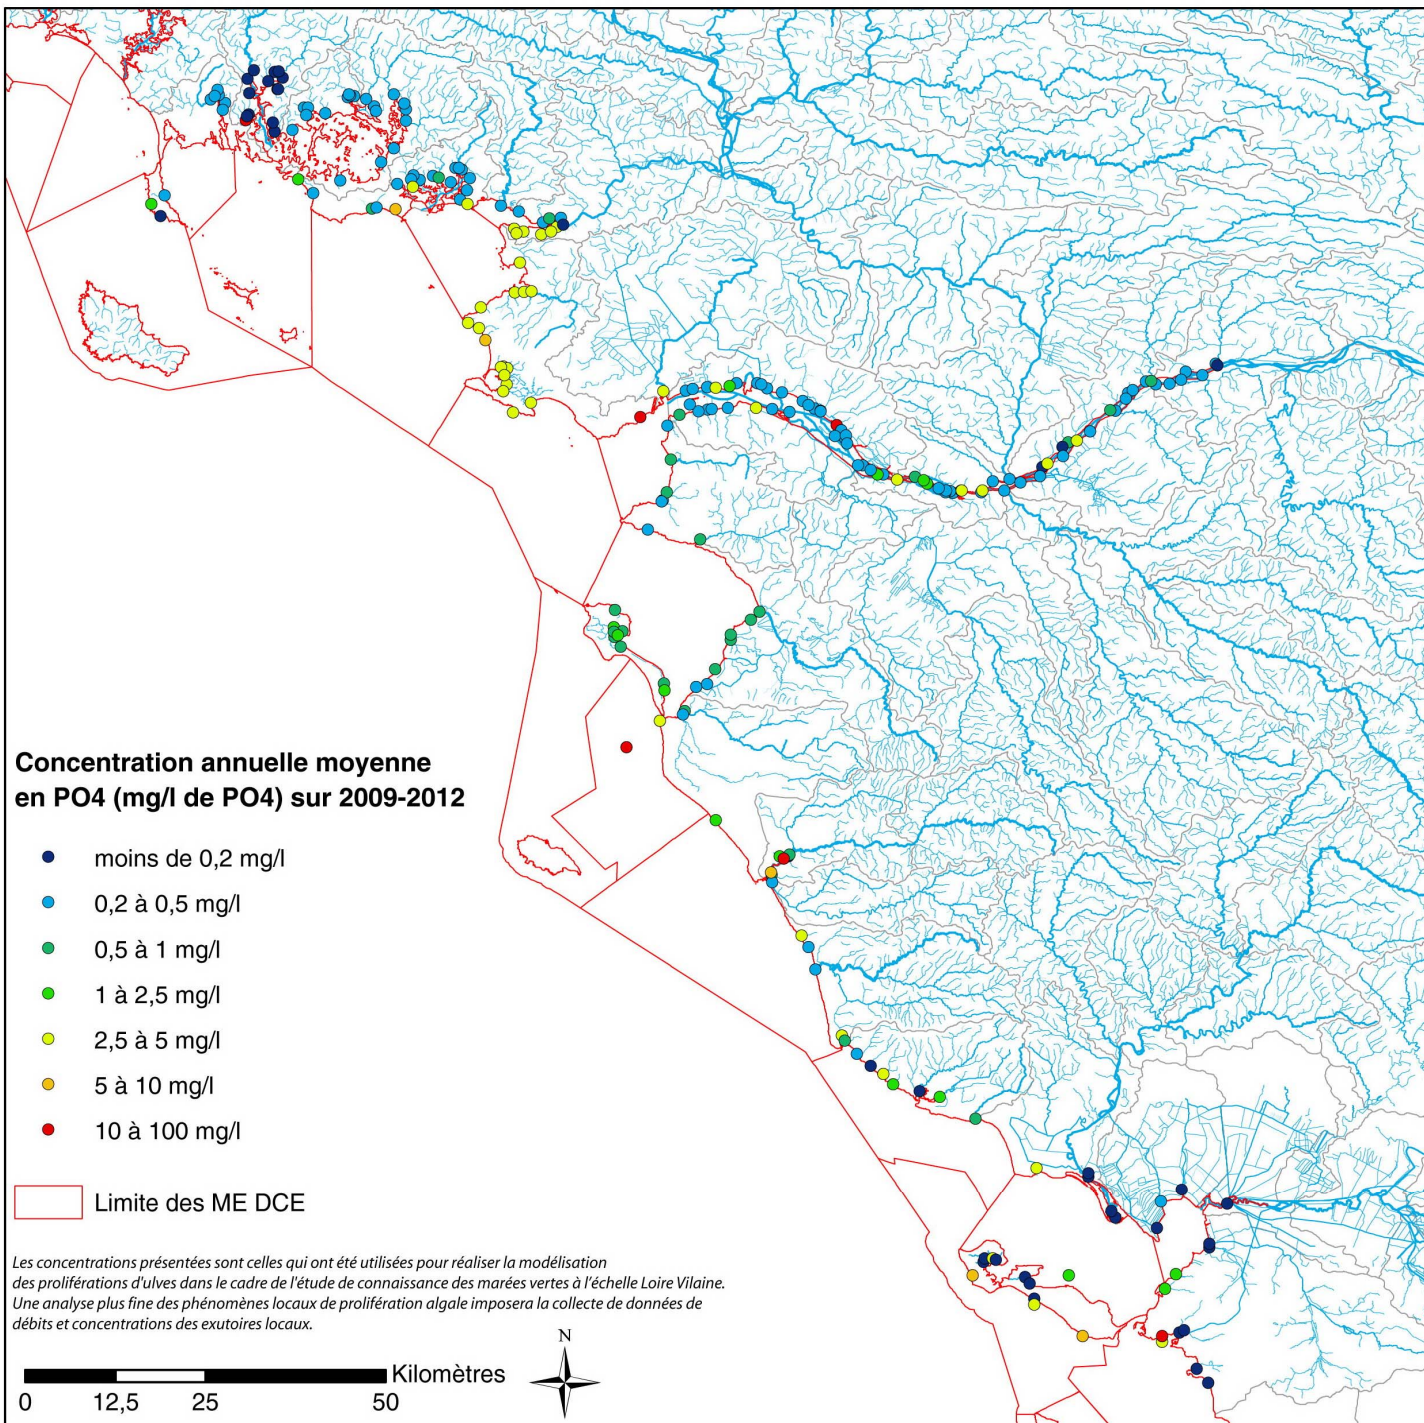 Concentration annuelle moyenne
en PO4 (mg/l de PO4) sur 2009-2012
moins de 0,2 mg/l
0,2 à 0,5 mg/l
0,5 à 1 mg/l
1 à 2,5 mg/l
2,5 à 5 mg/l
5 à 10 mg/l
10 à 100 mg/l
Limite des ME DCE
Les concentrations présentées sont celles qui ont été utilisées pour réaliser la modélisation
des proliférations d'ulves dans le cadre de l'étude de connaissance des marées vertes à l'échelle Loire Vilaine.
Une analyse plus fine des phénomènes locaux de prolifération algale imposera la collecte de données de
débits et concentrations des exutoires locaux.
N
Kilomètres
0 12,5 25 50